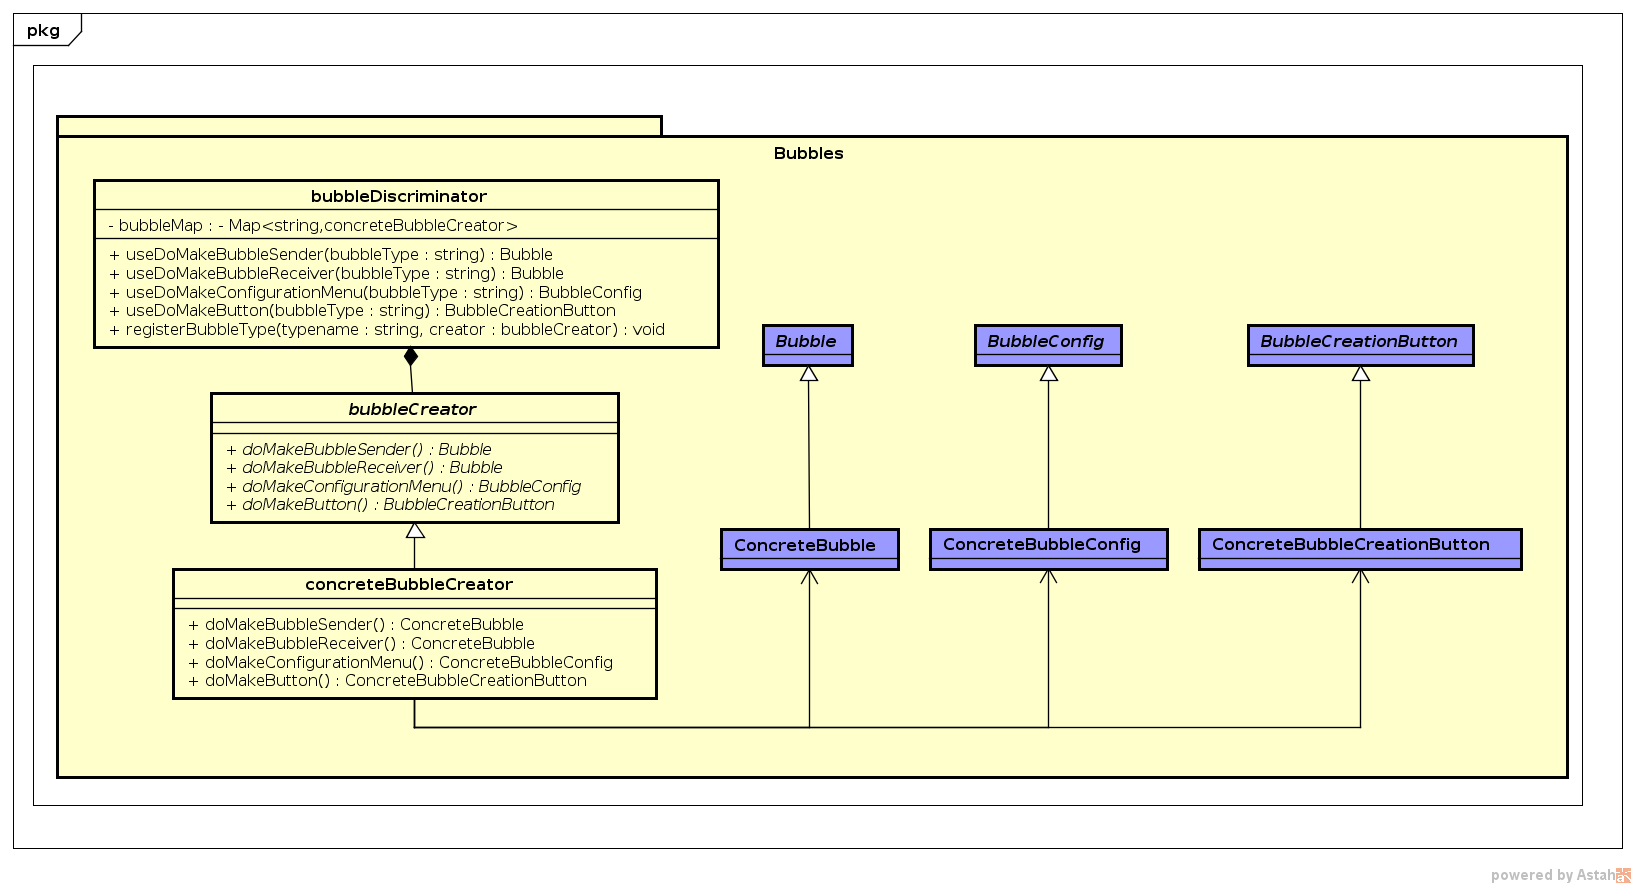 pkg
Bubbles
bubbleDiscriminator
- bubbleMap : - Map<string,concreteBubbleCreator>
+ useDoMakeBubbleSender(bubbleType : string) : Bubble
+ useDoMakeBubbleReceiver(bubbleType : string) : Bubble
+ useDoMakeConfigurationMenu(bubbleType : string) : BubbleConfig
+ useDoMakeButton(bubbleType : string) : BubbleCreationButton
+ registerBubbleType(typename : string, creator : bubbleCreator) : void
Bubble
BubbleConfig
BubbleCreationButton
bubbleCreator
+ doMakeBubbleSender() : Bubble
+ doMakeBubbleReceiver() : Bubble
+ doMakeConfigurationMenu() : BubbleConfig
+ doMakeButton() : BubbleCreationButton
ConcreteBubble
ConcreteBubbleConfig
ConcreteBubbleCreationButton
concreteBubbleCreator
+ doMakeBubbleSender() : ConcreteBubble
+ doMakeBubbleReceiver() : ConcreteBubble
+ doMakeConfigurationMenu() : ConcreteBubbleConfig
+ doMakeButton() : ConcreteBubbleCreationButton
powered by Astah